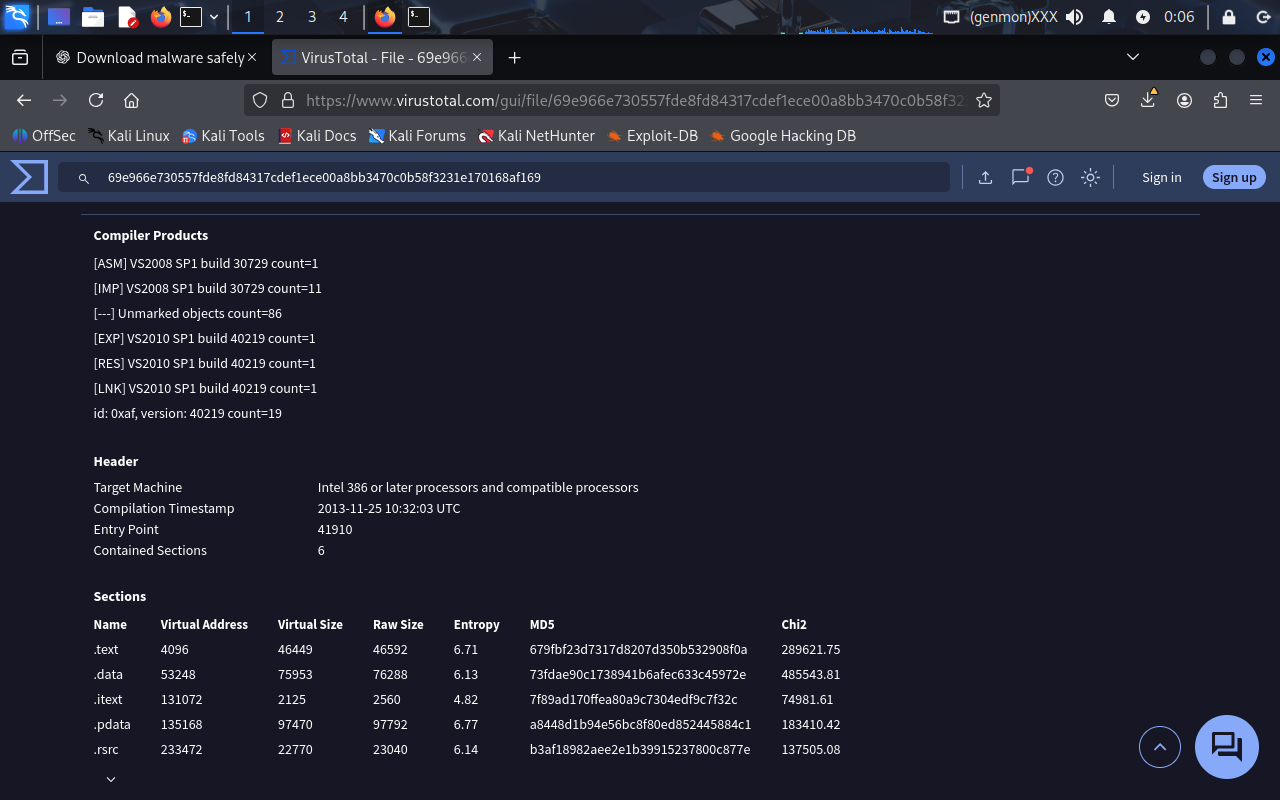 1 2 3 4 (genmon)XXX 0:06
Download malware safely VirusTotal - File - 69e966
https://www.virustotal.com/gui/file/69e966e730557fde8fd84317cdef1ece00a8bb3470c0b58f32
OffSec Kali Linux Kali Tools Kali Docs Kali Forums Kali NetHunter Exploit-DB Google Hacking DB
69e966e730557fde8fd84317cdef1ece00a8bb3470c0b58f3231e170168af169 Sign in Sign up
Compiler Products
[ASM] VS2008 SP1 build 30729 count=1
[IMP] VS2008 SP1 build 30729 count=11
[---] Unmarked objects count=86
[EXP] VS2010 SP1 build 40219 count=1
[RES] VS2010 SP1 build 40219 count=1
[LNK] VS2010 SP1 build 40219 count=1
id: 0xaf, version: 40219 count=19
Header
Target Machine Intel 386 or later processors and compatible processors
Compilation Timestamp 2013-11-25 10:32:03 UTC
Entry Point 41910
Contained Sections 6
Sections
Name Virtual Address Virtual Size Raw Size Entropy MD5 Chi2
.text 4096 46449 46592 6.71 679fbf23d7317d8207d350b532908f0a 289621.75
.data 53248 75953 76288 6.13 73fdae90c1738941b6afec633c45972e 485543.81
.itext 131072 2125 2560 4.82 7f89ad170ffea80a9c7304edf9c7f32c 74981.61
.pdata 135168 97470 97792 6.77 a8448d1b94e56bc8f80ed852445884c1 183410.42
.rsrc 233472 22770 23040 6.14 b3af18982aee2e1b39915237800c877e 137505.08